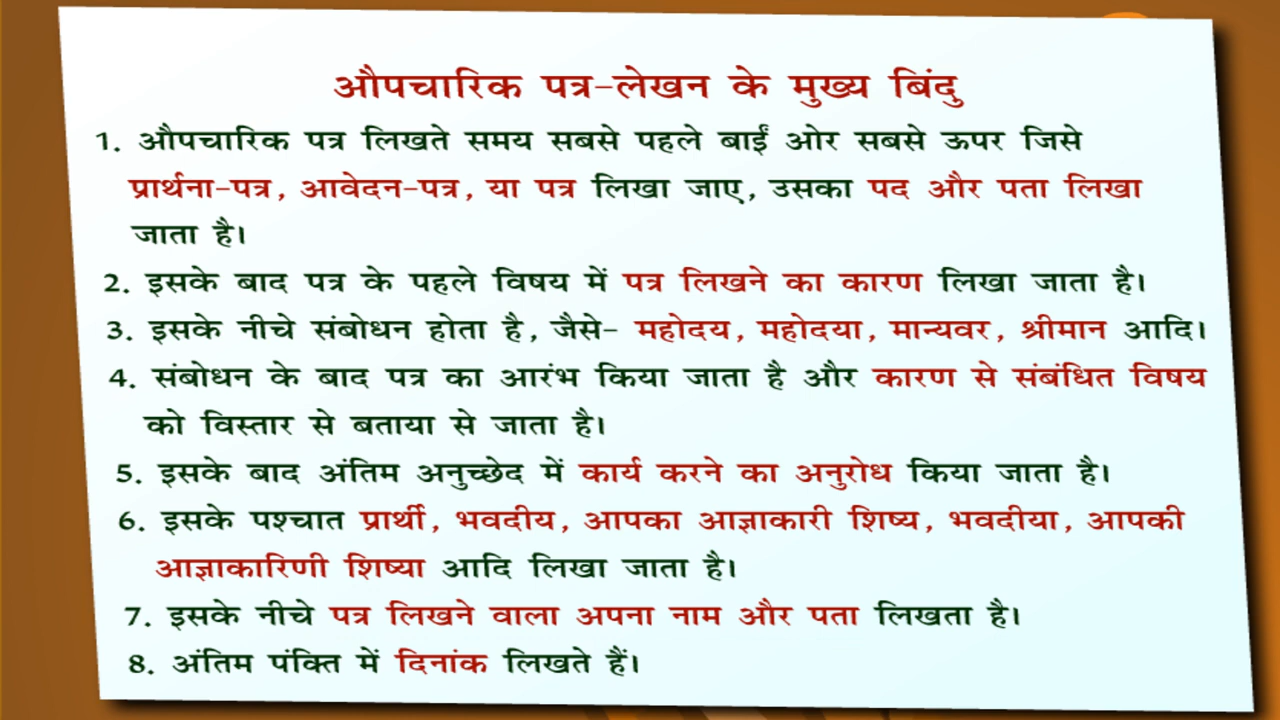 औपचारिक पत्र-लेखन के मुख्य बिंदु
1. औपचारिक पत्र लिखते समय सबसे पहले बाईं ओर सबसे ऊपर जिसे
प्रार्थना-पत्र, आवेदन-पत्र, या पत्र लिखा जाए, उसका पद और पता लिखा
जाता है।
2. इसके बाद पत्र के पहले विषय में पत्र लिखने का कारण लिखा जाता है।
3. इसके नीचे संबोधन होता है, जैसे- महोदय, महोदया, मान्यवर, श्रीमान आदि।
4. संबोधन के बाद पत्र का आरंभ किया जाता है और कारण से संबंधित विषय
को विस्तार से बताया से जाता है।
5. इसके बाद अंतिम अनुच्छेद में कार्य करने का अनुरोध किया जाता है।
6. इसके पश्चात प्रार्थी, भवदीय, आपका आज्ञाकारी शिष्य, भवदीया, आपकी
आज्ञाकारिणी शिष्या आदि लिखा जाता है।
7. इसके नीचे पत्र लिखने वाला अपना नाम और पता लिखता है।
8. अंतिम पंक्ति में दिनांक लिखते हैं।